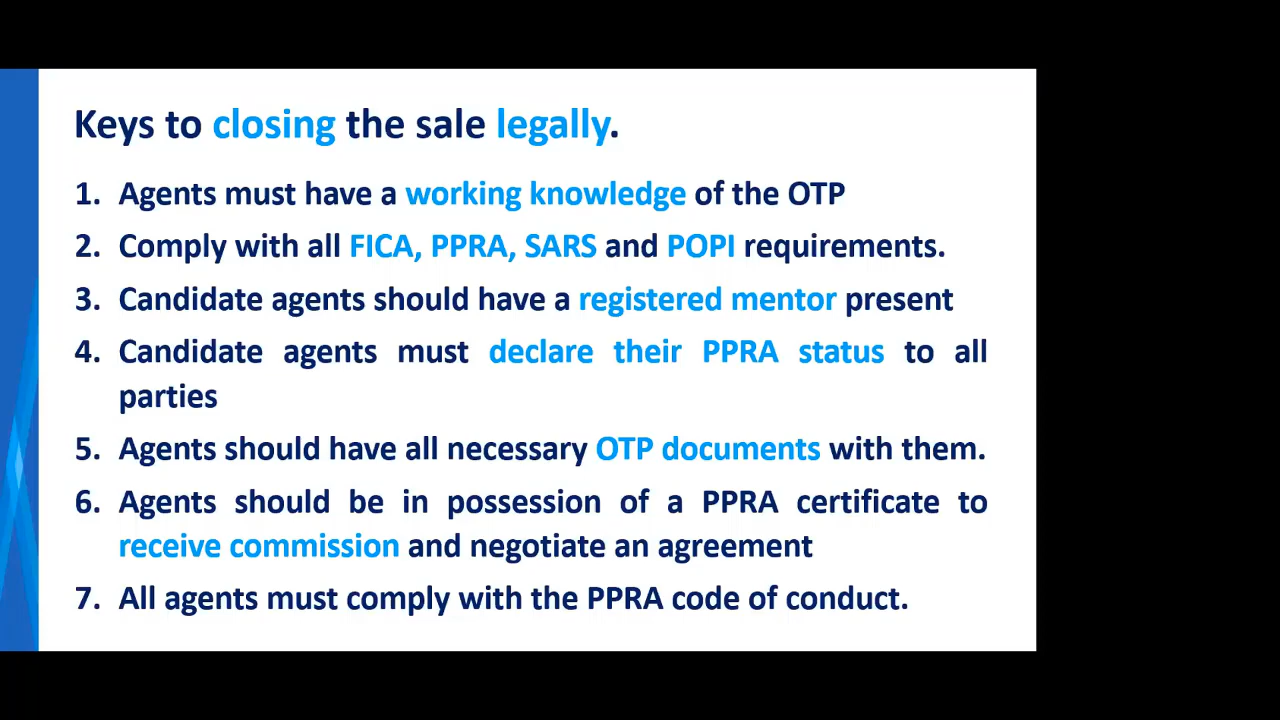 Keys to closing the sale legally.
1. Agents must have a working knowledge of the OTP
2. Comply with all FICA, PPRA, SARS and POPI requirements.
3. Candidate agents should have a registered mentor present
4. Candidate agents must declare their PPRA status to all
parties
5. Agents should have all necessary OTP documents with them.
6. Agents should be in possession of a PPRA certificate to
receive commission and negotiate an agreement
7. All agents must comply with the PPRA code of conduct.